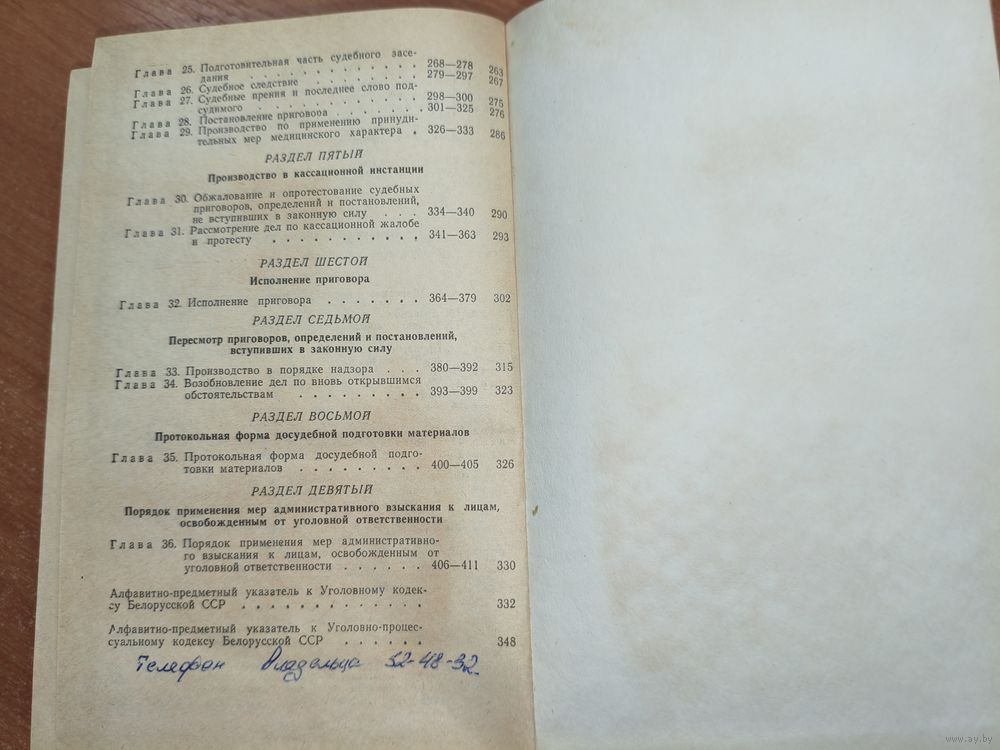 Глава 25. Подготовительная часть судебного засе-
дания . . . . . . . . . . . . 268—278 263
Глава 26. Судебное следствие . . . . . . . 279—297 267
Глава 27. Судебные прения и последнее слово под-
судимого . . . . . . . . . . . 298—300 275
Глава 28. Постановление приговора . . . . . . . 301—325 276
Глава 29. Производство по применению принуди-
тельных мер медицинского характера . 326—333 286
РАЗДЕЛ ПЯТЫЙ
Производство в кассационной инстанции
Глава 30. Обжалование и опротестование судебных
приговоров, определений и постановлений,
не вступивших в законную силу . . . 334—340 290
Глава 31. Рассмотрение дел по кассационной жалобе
и протесту . . . . . . . . . . . 341—363 293
РАЗДЕЛ ШЕСТОЙ
Исполнение приговора
Глава 32. Исполнение приговора . . . . . . . 364—379 302
РАЗДЕЛ СЕДЬМОЙ
Пересмотр приговоров, определений и постановлений,
вступивших в законную силу
Глава 33. Производство в порядке надзора . . . 380—392 315
Глава 34. Возобновление дел по вновь открывшимся
обстоятельствам . . . . . . . . . 393—399 323
РАЗДЕЛ ВОСЬМОЙ
Протокольная форма досудебной подготовки материалов
Глава 35. Протокольная форма досудебной подго-
товки материалов . . . . . . . . . 400—405 326
РАЗДЕЛ ДЕВЯТЫЙ
Порядок применения мер административного взыскания к лицам,
освобожденным от уголовной ответственности
Глава 36. Порядок применения мер административно-
го взыскания к лицам, освобожденным от
уголовной ответственности . . . . . . 406—411 330
Алфавитно-предметный указатель к Уголовному кодек-
су Белорусской ССР . . . . . . . . . . . . . 332
Алфавитно-предметный указатель к Уголовно-процес-
суальному кодексу Белорусской ССР . . . . . . 348
Телефон Владельца 52-48-32
www.ay.by